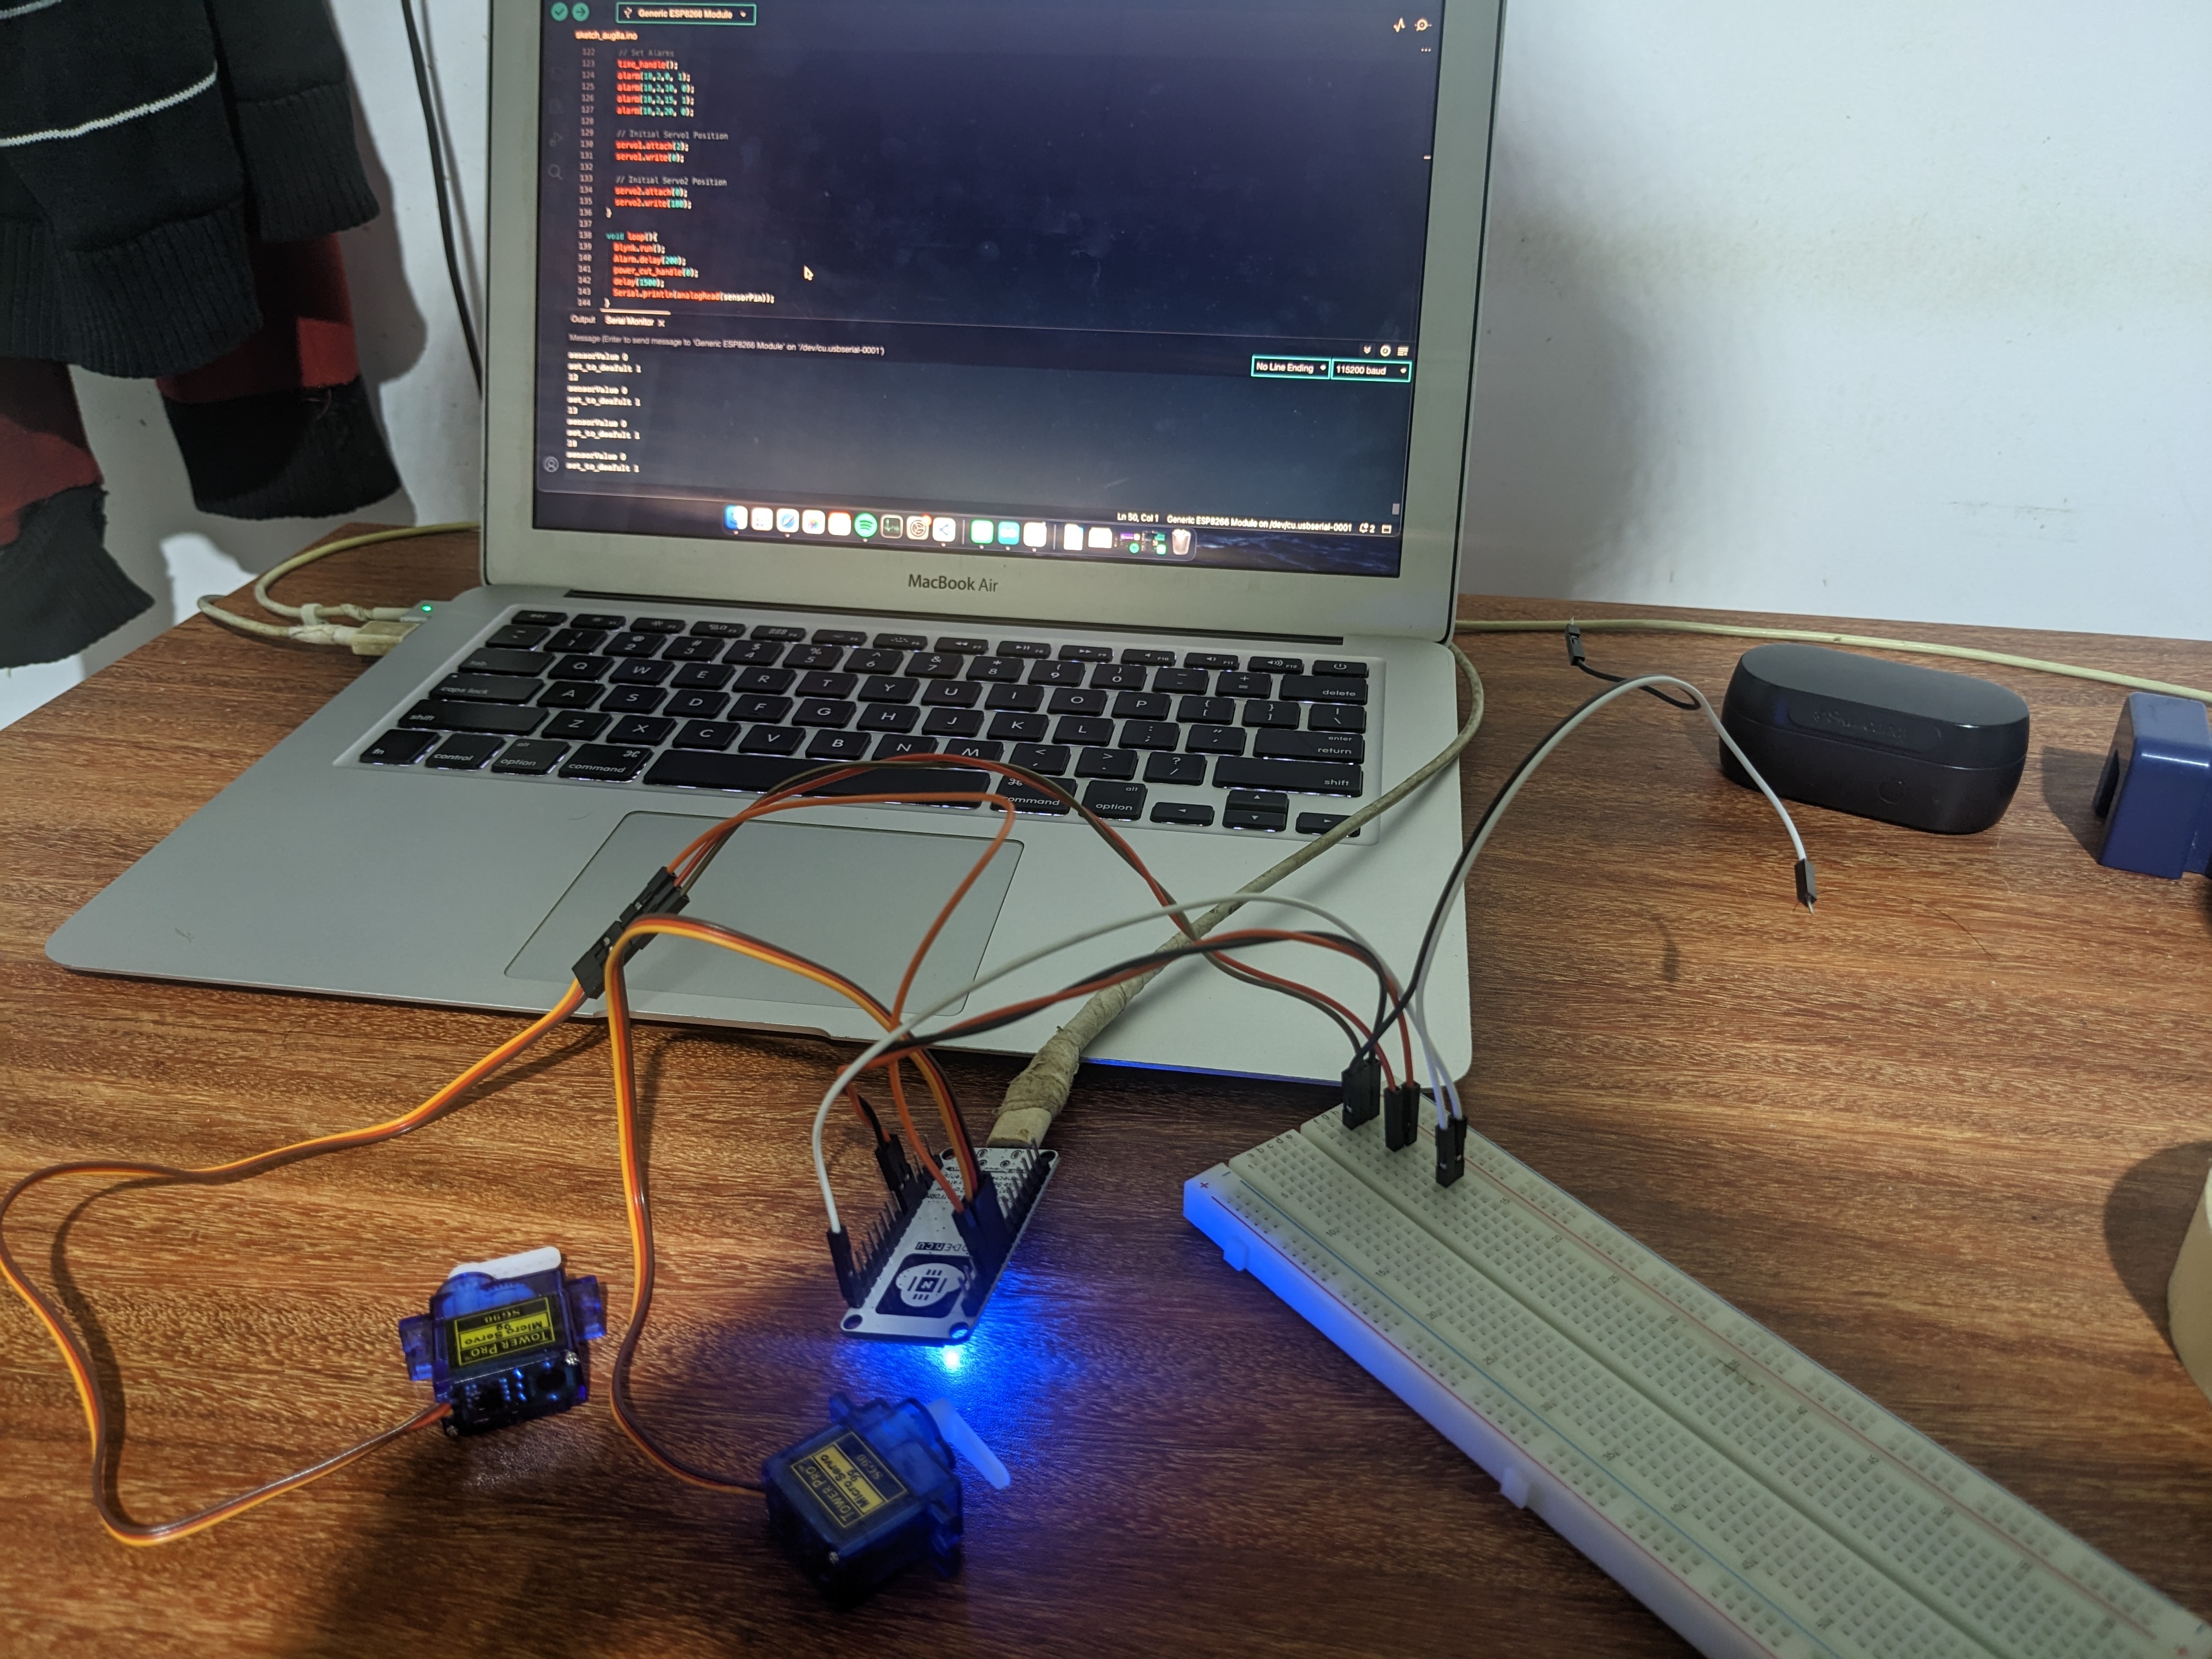 Generic ESP8266 Module
sketch_aug8a.ino
122 // Set Alarms
123 time_handle();
124 alarm(18,2,0, 1);
125 alarm(18,2,10, 0);
126 alarm(18,2,15, 1);
127 alarm(18,2,20, 0);
128
129 // Initial Servo1 Position
130 servo1.attach(2);
131 servo1.write(0);
132
133 // Initial Servo2 Position
134 servo2.attach(0);
135 servo2.write(180);
136 }
137
138 void loop(){
139 Blynk.run();
140 Alarm.delay(200);
141 power_cut_handle(0);
142 delay(1500);
143 Serial.println(analogRead(sensorPin));
144 }
Output Serial Monitor
Message (Enter to send message to 'Generic ESP8266 Module' on '/dev/cu.usbserial-0001')
No Line Ending 115200 baud
sensorValue 0
set_to_deafult 1
sensorValue 0
set_to_deafult 1
13
sensorValue 0
set_to_deafult 1
sensorValue 0
set_to_deafult 1
Ln 50, Col 1 Generic ESP8266 Module on /dev/cu.usbserial-0001 2
MacBook Air
esc
delete
tab Q W E R T Y U I O P
caps lock A S D F G H J K L enter return
shift Z X C V B N M shift
fn control alt option command command alt option
TOWER PRO
Micro Servo
9g
SG90
TOWER PRO
Micro Servo
9g
SG90